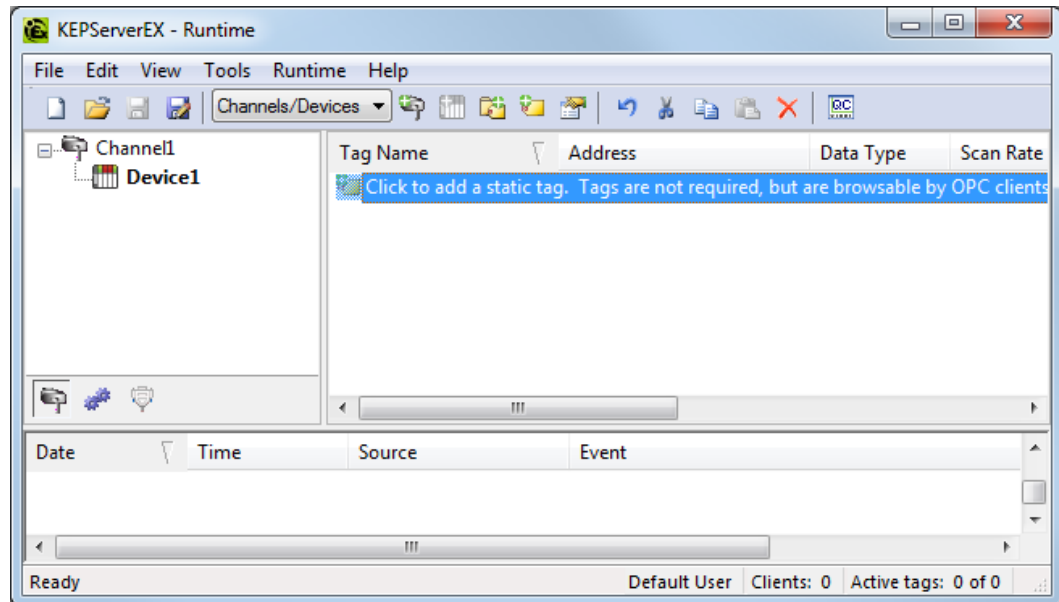 KEPServerEX - Runtime
File Edit View Tools Runtime Help
Channels/Devices
Channel1
Device1
Tag Name Address Data Type Scan Rate
Click to add a static tag. Tags are not required, but are browsable by OPC clients
Date Time Source Event
Ready Default User Clients: 0 Active tags: 0 of 0